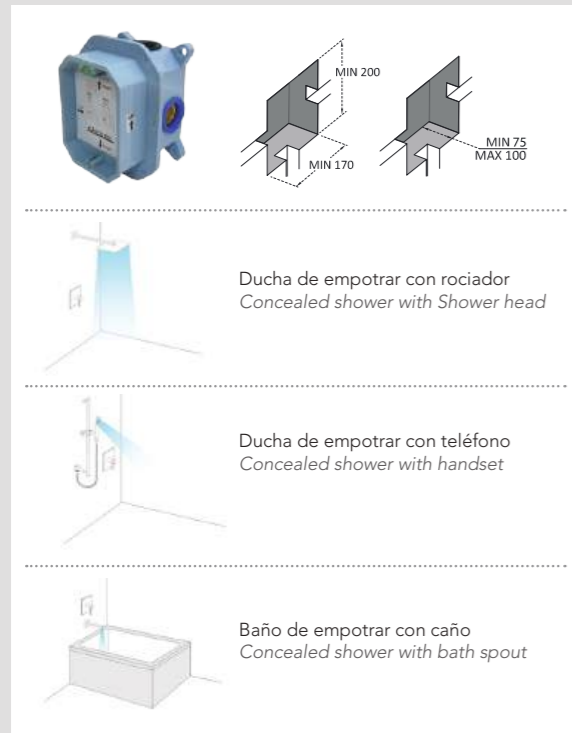 MIN 200
MIN 170
MIN 75
MAX 100
Ducha de empotrar con rociador
Concealed shower with Shower head
Ducha de empotrar con teléfono
Concealed shower with handset
Baño de empotrar con caño
Concealed shower with bath spout